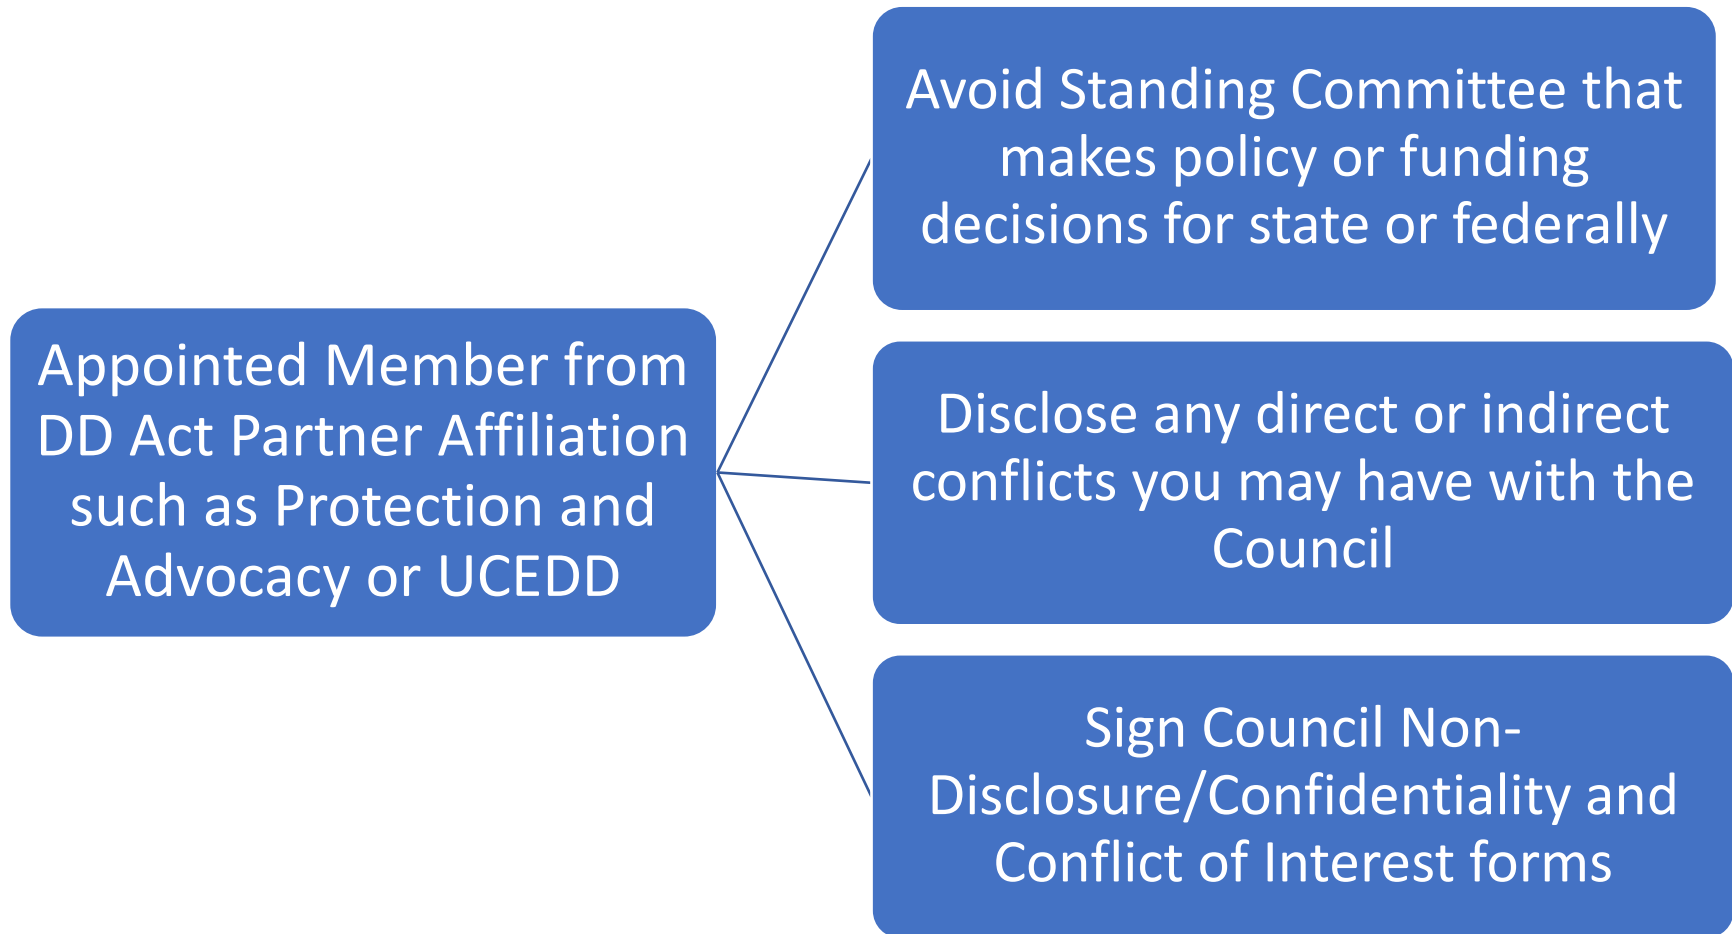 Appointed Member from
DD Act Partner Affiliation
such as Protection and
Advocacy or UCEDD
Avoid Standing Committee that
makes policy or funding
decisions for state or federally
Disclose any direct or indirect
conflicts you may have with the
Council
Sign Council Non-
Disclosure/Confidentiality and
Conflict of Interest forms